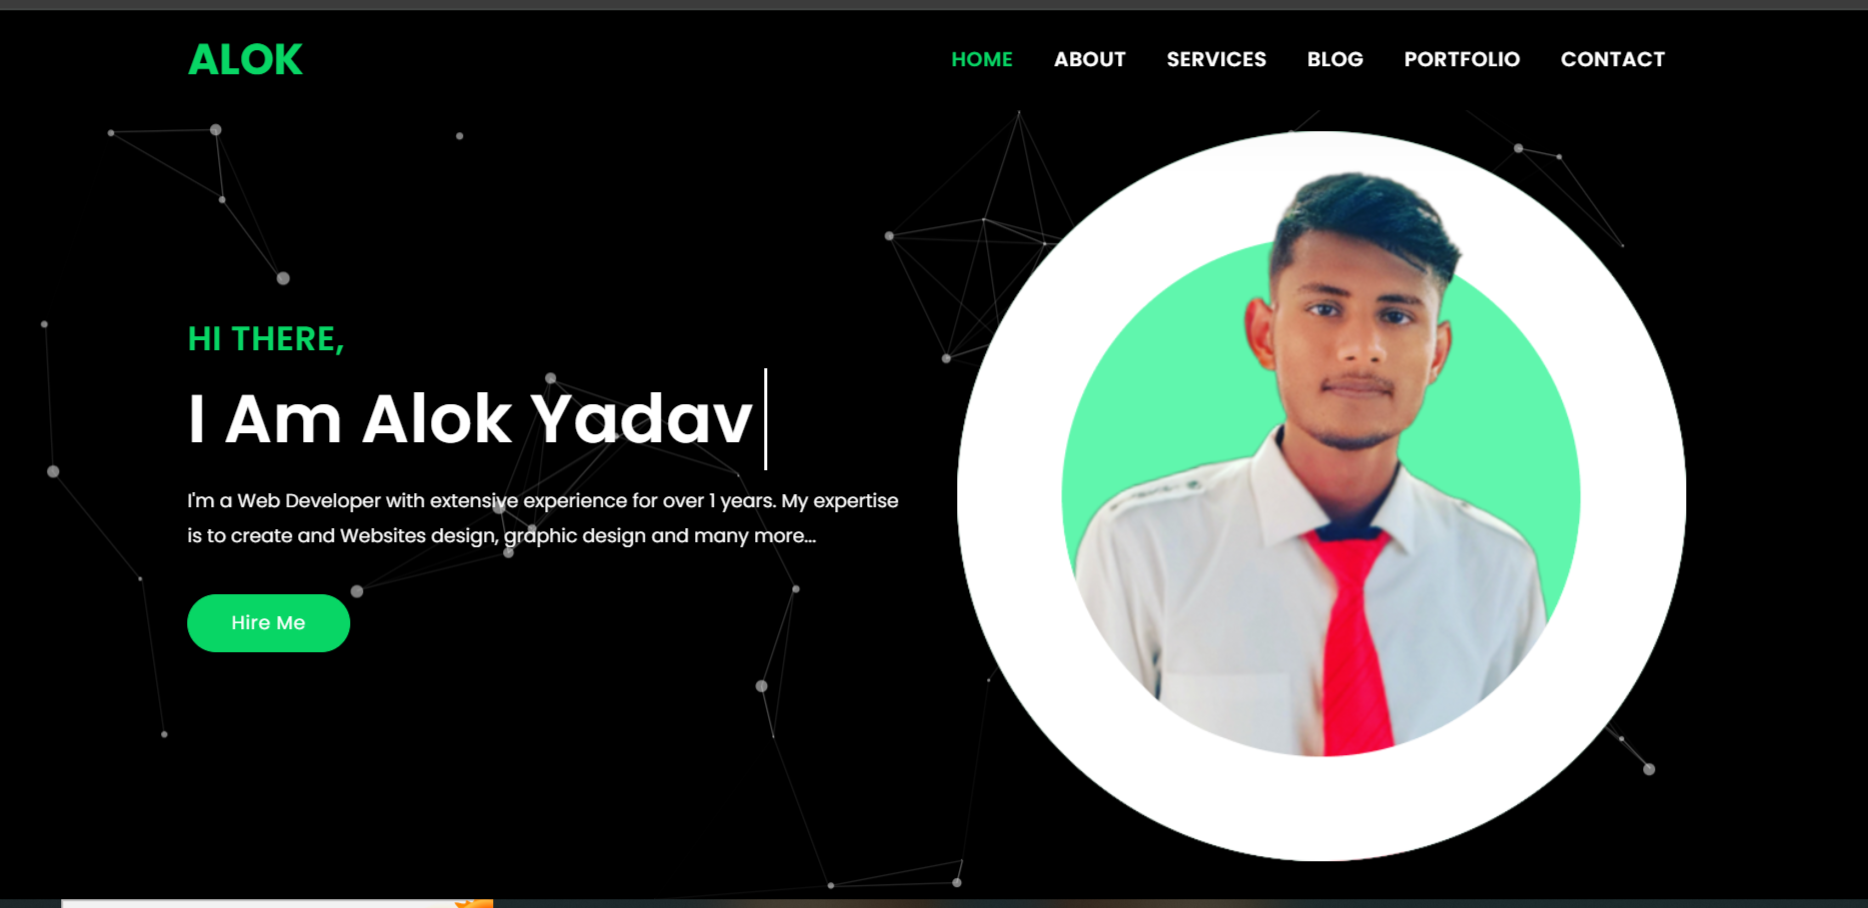 ALOK
HOME ABOUT SERVICES BLOG PORTFOLIO CONTACT
HI THERE,
I Am Alok Yadav
I'm a Web Developer with extensive experience for over 1 years. My expertise
is to create and Websites design, graphic design and many more...
Hire Me